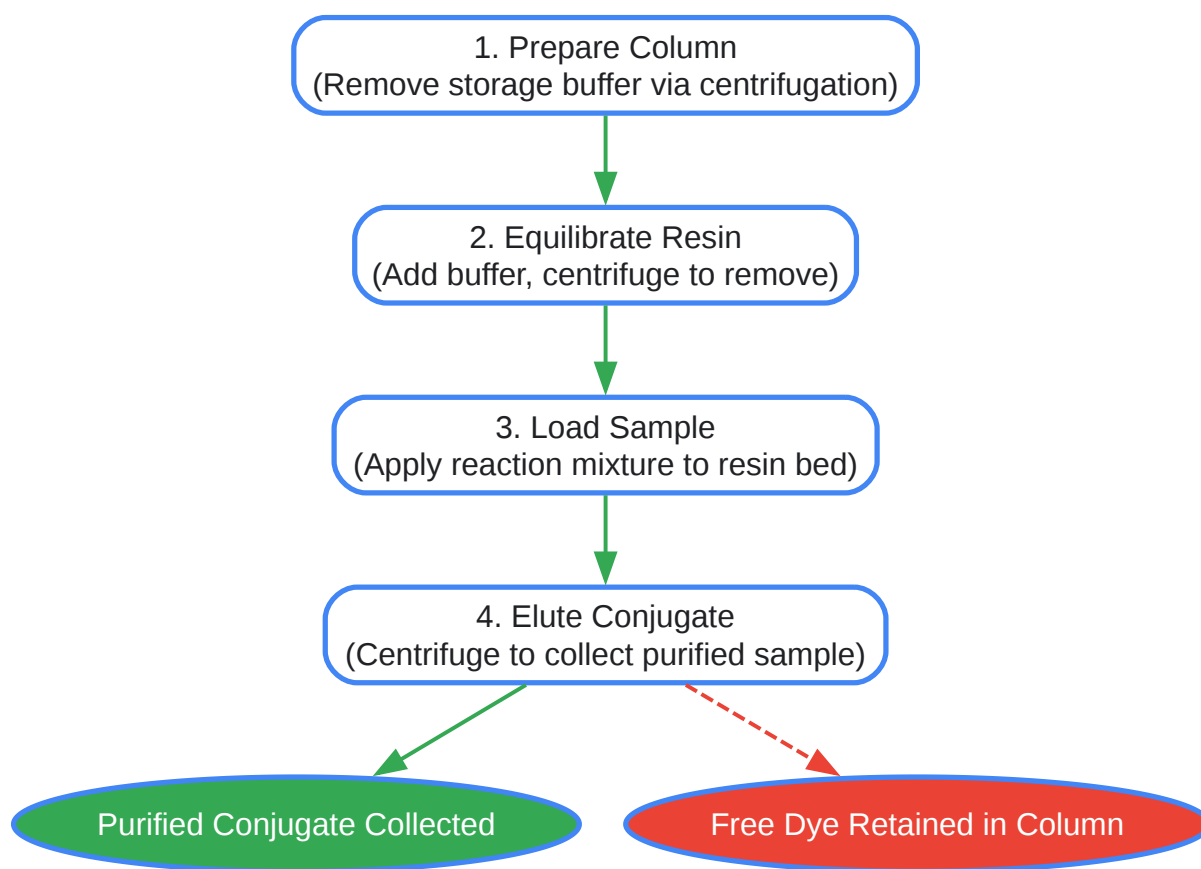 1. Prepare Column
(Remove storage buffer via centrifugation)
2. Equilibrate Resin
(Add buffer, centrifuge to remove)
3. Load Sample
(Apply reaction mixture to resin bed)
4. Elute Conjugate
(Centrifuge to collect purified sample)
Purified Conjugate Collected
Free Dye Retained in Column